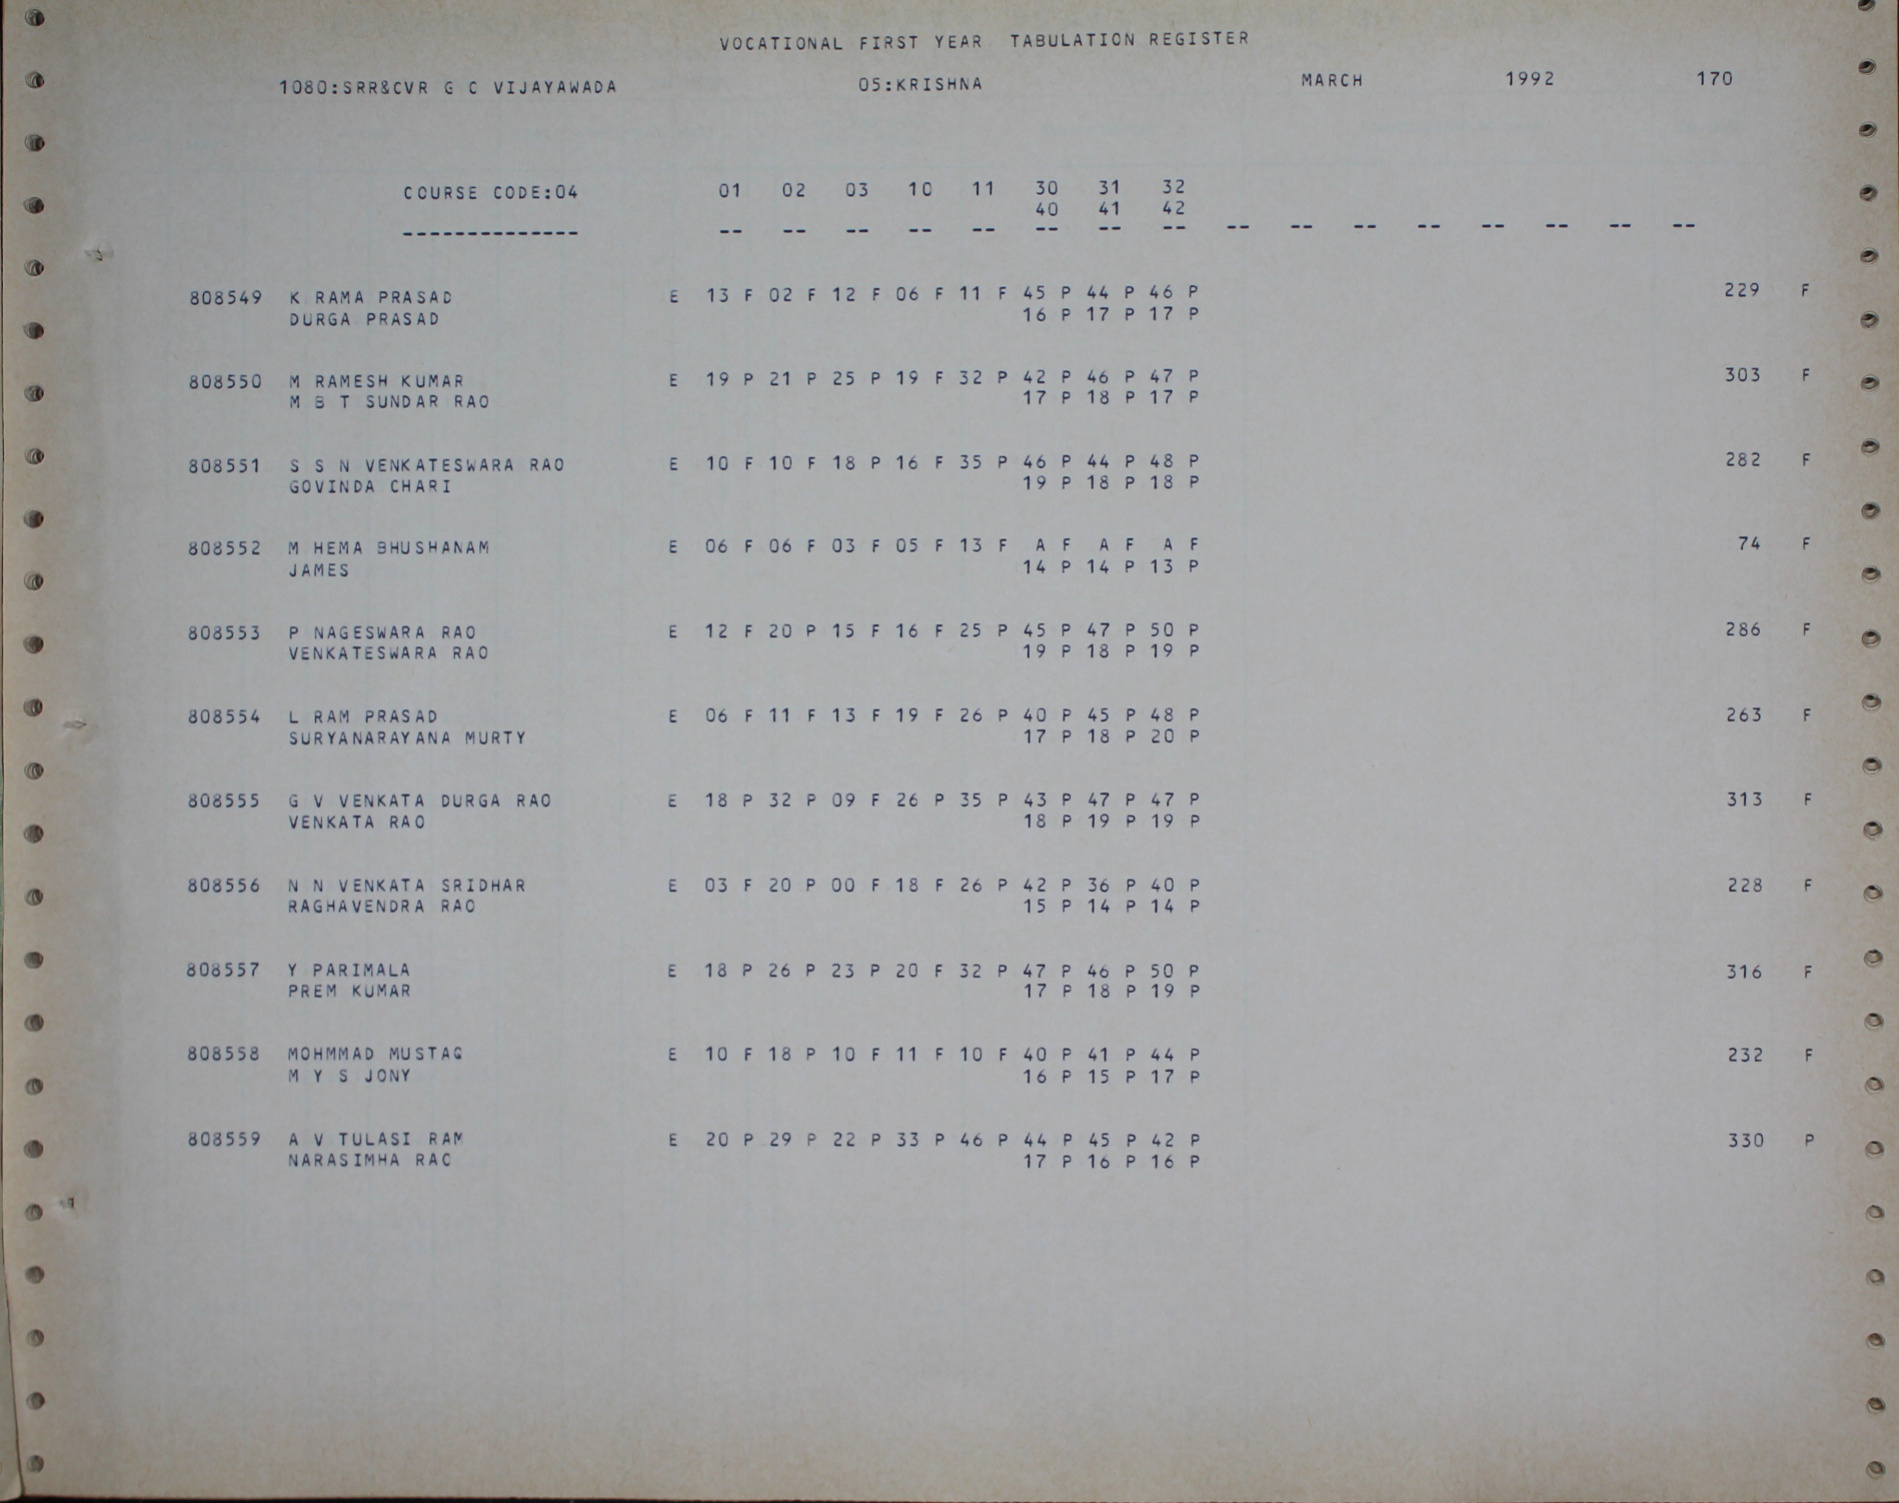 VOCATIONAL FIRST YEAR TABULATION REGISTER
1080:SRR&CVR G C VIJAYAWADA 05:KRISHNA MARCH 1992 170
COURSE CODE:04 01 02 03 10 11 30 31 32
40 41 42
-------------- -- -- -- -- -- -- -- -- -- -- -- -- -- -- -- --
808549 K RAMA PRASAD E 13 F 02 F 12 F 06 F 11 F 45 P 44 P 46 P 229 F
DURGA PRASAD 16 P 17 P 17 P
808550 M RAMESH KUMAR E 19 P 21 P 25 P 19 F 32 P 42 P 46 P 47 P 303 F
M B T SUNDAR RAO 17 P 18 P 17 P
808551 S S N VENKATESWARA RAO E 10 F 10 F 18 P 16 F 35 P 46 P 44 P 48 P 282 F
GOVINDA CHARI 19 P 18 P 18 P
808552 M HEMA BHUSHANAM E 06 F 06 F 03 F 05 F 13 F A F A F A F 74 F
JAMES 14 P 14 P 13 P
808553 P NAGESWARA RAO E 12 F 20 P 15 F 16 F 25 P 45 P 47 P 50 P 286 F
VENKATESWARA RAO 19 P 18 P 19 P
808554 L RAM PRASAD E 06 F 11 F 13 F 19 F 26 P 40 P 45 P 48 P 263 F
SURYANARAYANA MURTY 17 P 18 P 20 P
808555 G V VENKATA DURGA RAO E 18 P 32 P 09 F 26 P 35 P 43 P 47 P 47 P 313 F
VENKATA RAO 18 P 19 P 19 P
808556 N N VENKATA SRIDHAR E 03 F 20 P 00 F 18 F 26 P 42 P 36 P 40 P 228 F
RAGHAVENDRA RAO 15 P 14 P 14 P
808557 Y PARIMALA E 18 P 26 P 23 P 20 F 32 P 47 P 46 P 50 P 316 F
PREM KUMAR 17 P 18 P 19 P
808558 MOHMMAD MUSTAQ E 10 F 18 P 10 F 11 F 10 F 40 P 41 P 44 P 232 F
M Y S JONY 16 P 15 P 17 P
808559 A V TULASI RAM E 20 P 29 P 22 P 33 P 46 P 44 P 45 P 42 P 330 P
NARASIMHA RAO 17 P 16 P 16 P